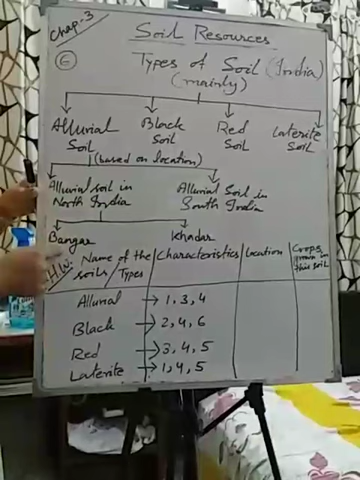 Chap-3
Soil Resources
(6) Types of Soil (India)
(mainly)
Alluvial Soil
Black Soil
Red Soil
Laterite Soil
(based on location)
Alluvial soil in North India
Alluvial Soil in South India
Bangar
Khadar
H.W.
Name of the soils/Types | Characteristics | Location | Crops grown in this soil
Alluvial → 1, 3, 4
Black → 2, 4, 6
Red → 3, 4, 5
Laterite → 1, 4, 5